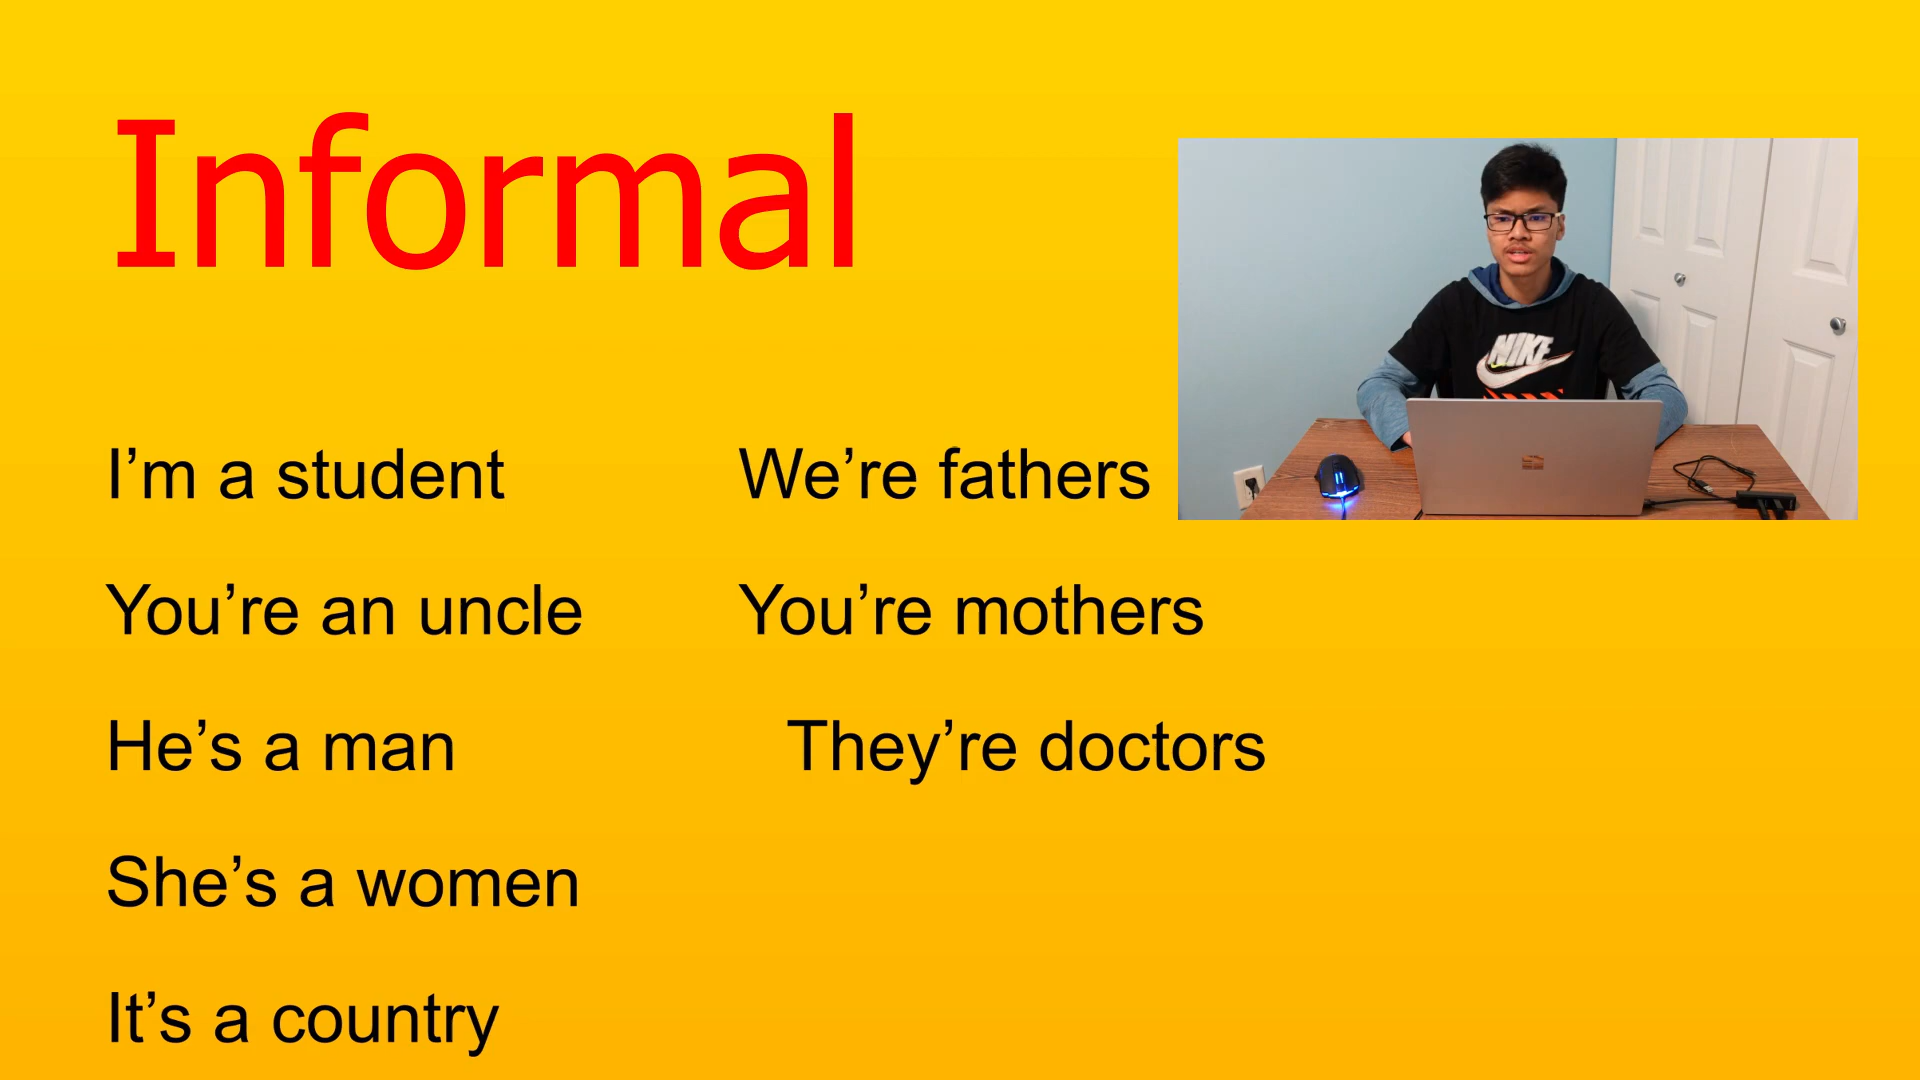 Informal
NIKE
I’m a student
You’re an uncle
He’s a man
She’s a women
It’s a country
We’re fathers
You’re mothers
They’re doctors